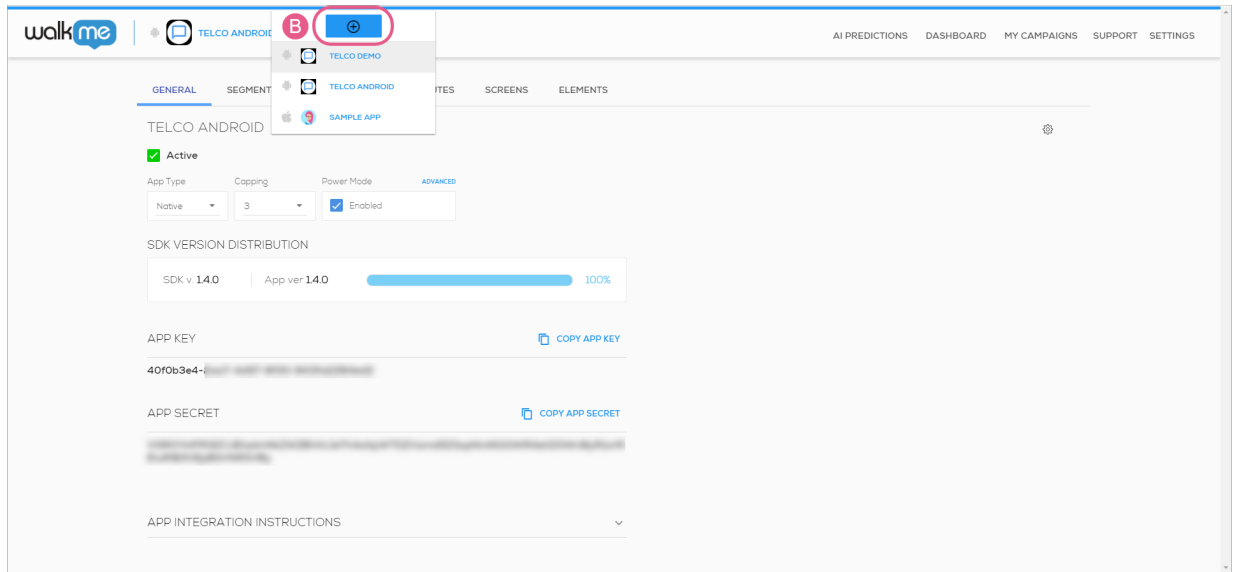 walkme
TELCO ANDROID
B
AI PREDICTIONS DASHBOARD MY CAMPAIGNS SUPPORT SETTINGS
TELCO DEMO
TELCO ANDROID
SAMPLE APP
GENERAL SEGMENT UTES SCREENS ELEMENTS
TELCO ANDROID
Active
App Type Capping Power Mode ADVANCED
Native 3 Enabled
SDK VERSION DISTRIBUTION
SDK v. 1.4.0 App ver 1.4.0 100%
APP KEY COPY APP KEY
40f0b3e4-
APP SECRET COPY APP SECRET
APP INTEGRATION INSTRUCTIONS